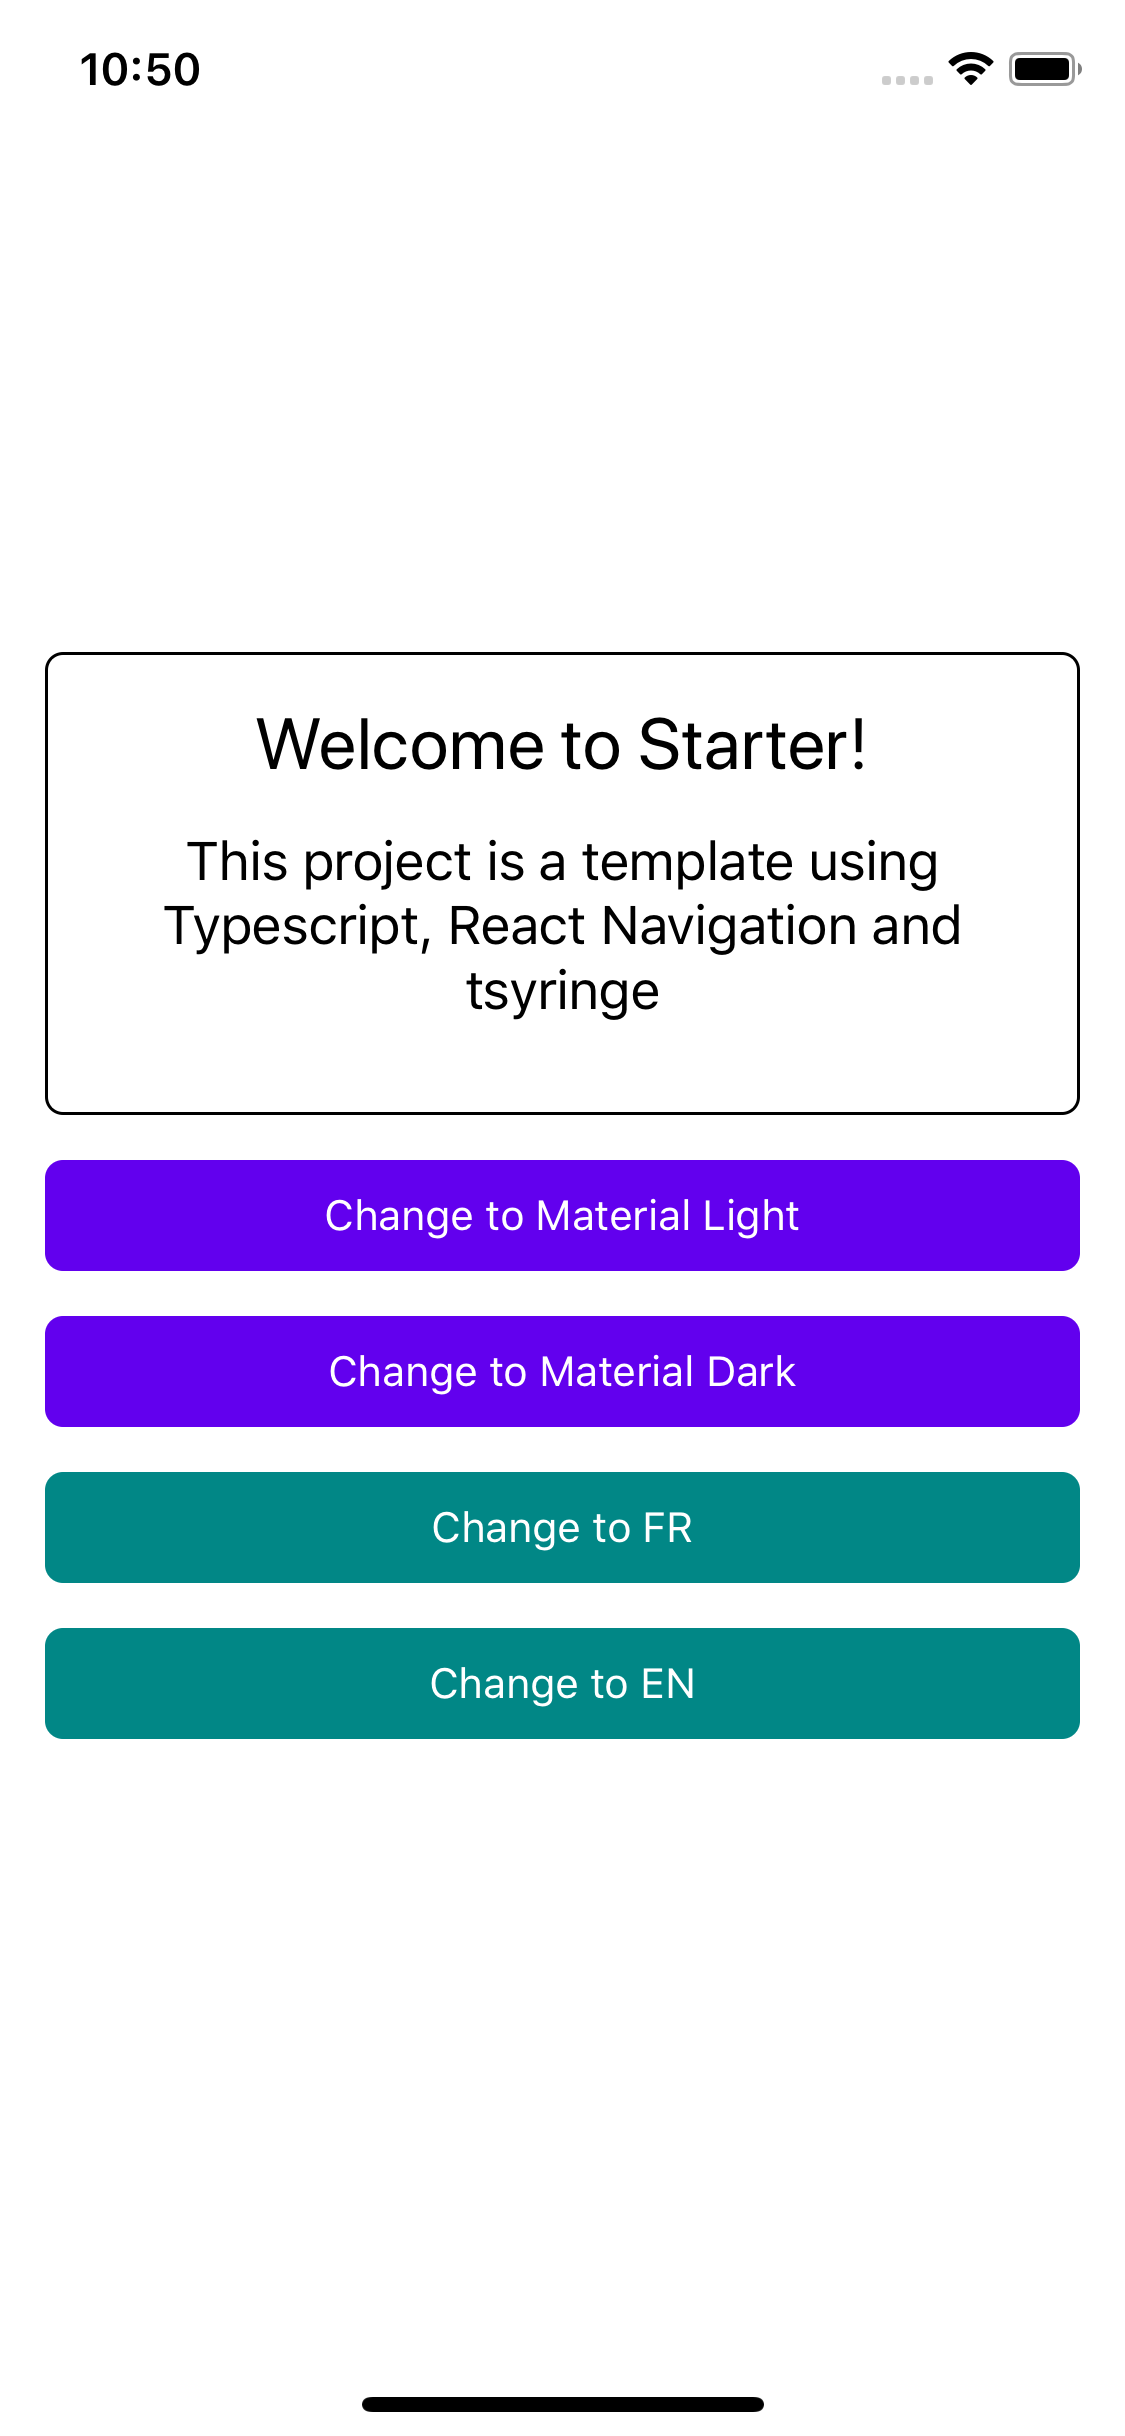 10:50
Welcome to Starter!
This project is a template using
Typescript, React Navigation and
tsyringe
Change to Material Light
Change to Material Dark
Change to FR
Change to EN